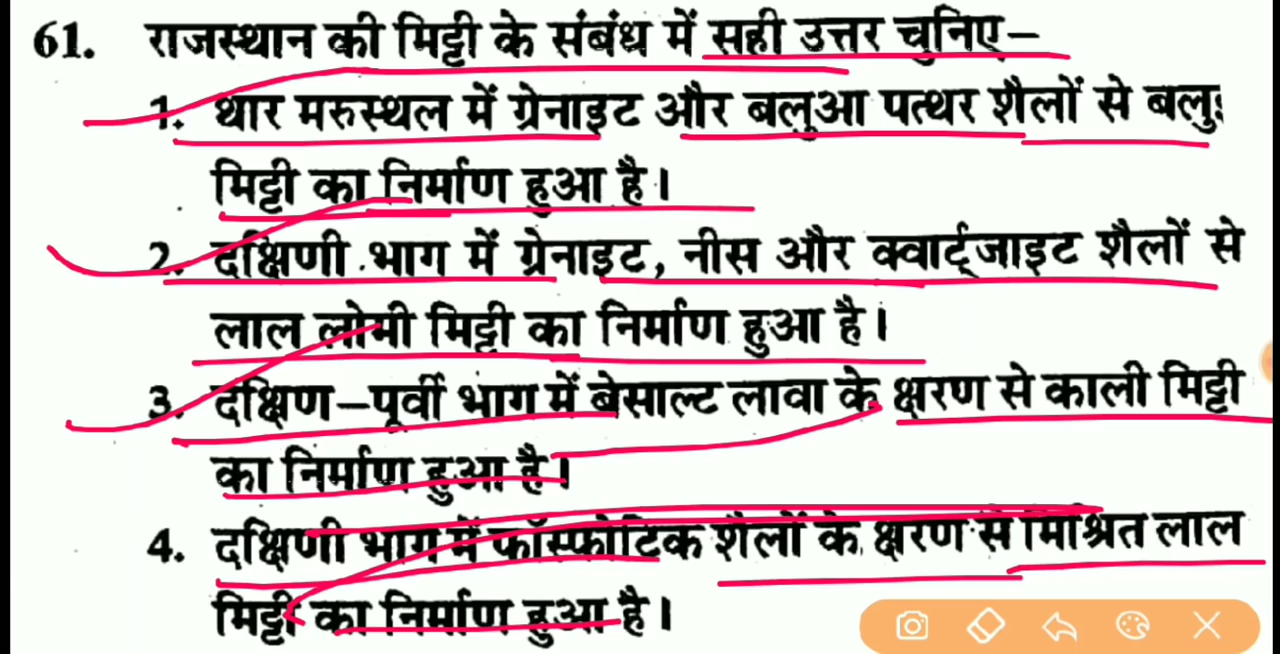 61. राजस्थान की मिट्टी के संबंध में सही उत्तर चुनिए–
1. थार मरुस्थल में ग्रेनाइट और बलुआ पत्थर शैलों से
मिट्टी का निर्माण हुआ है।
2. दक्षिणी भाग में ग्रेनाइट, नीस और क्वार्ट्जाइट शैलों से
लाल लोमी मिट्टी का निर्माण हुआ है।
3. दक्षिण–पूर्वी भाग में बेसाल्ट लावा के क्षरण से काली मिट्टी
का निर्माण हुआ है।
4. दक्षिणी भाग में फॉस्फोटिक शैलों के क्षरण से मिश्रित लाल
मिट्टी का निर्माण हुआ है।